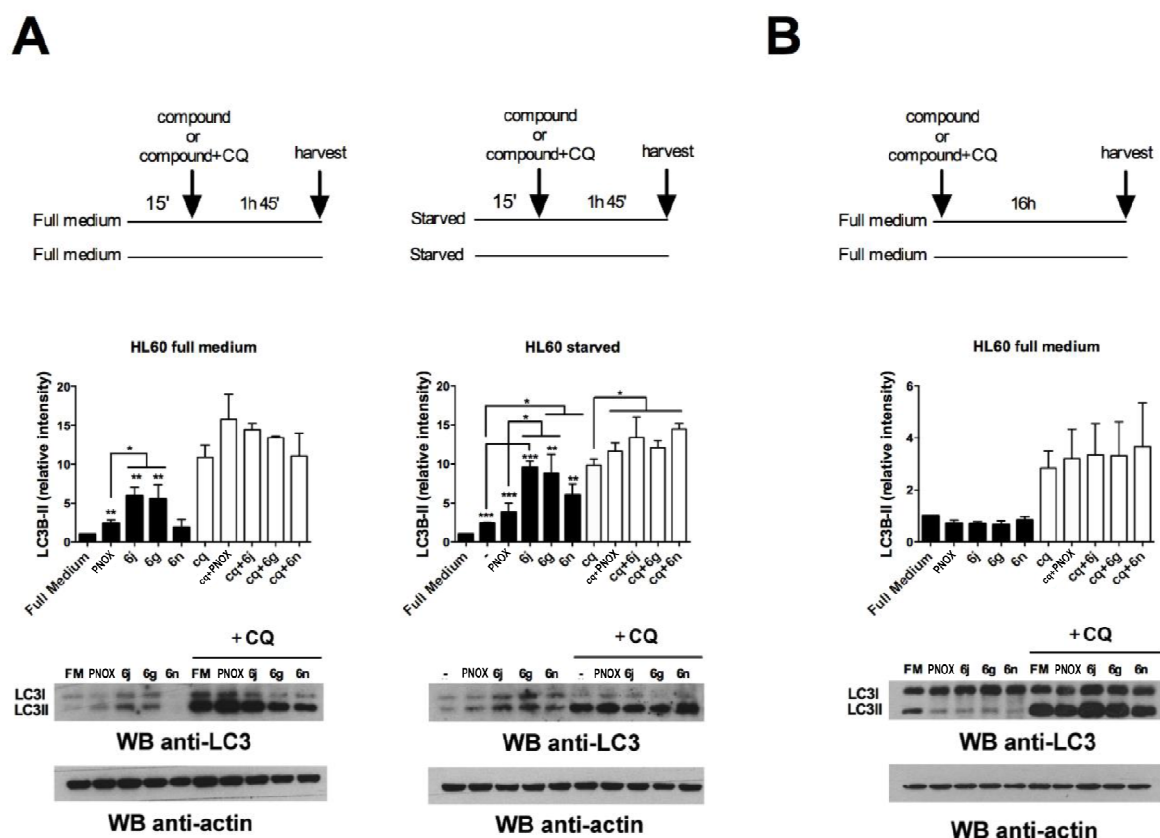 A
B
compound
or
compound+CQ
harvest
15'
1h 45'
Full medium
Full medium
compound
or
compound+CQ
harvest
15'
1h 45'
Starved
Starved
compound
or
compound+CQ
harvest
16h
Full medium
Full medium
HL60 full medium
LC3B-II (relative intensity)
20
15
10
5
0
*
** ** **
Full Medium PNOX 6j 6g 6n cq cq+PNOX cq+6j cq+6g cq+6n
HL60 starved
LC3B-II (relative intensity)
20
15
10
5
0
* * *
*** *** *** ** **
Full Medium - PNOX 6j 6g 6n cq cq+PNOX cq+6j cq+6g cq+6n
HL60 full medium
LC3B-II (relative intensity)
6
4
2
0
Full Medium PNOX 6j 6g 6n cq cq+PNOX cq+6j cq+6g cq+6n
+ CQ
FM PNOX 6j 6g 6n FM PNOX 6j 6g 6n
LC3I
LC3II
WB anti-LC3
WB anti-actin
+ CQ
- PNOX 6j 6g 6n - PNOX 6j 6g 6n
WB anti-LC3
WB anti-actin
+ CQ
FM PNOX 6j 6g 6n FM PNOX 6j 6g 6n
LC3I
LC3II
WB anti-LC3
WB anti-actin